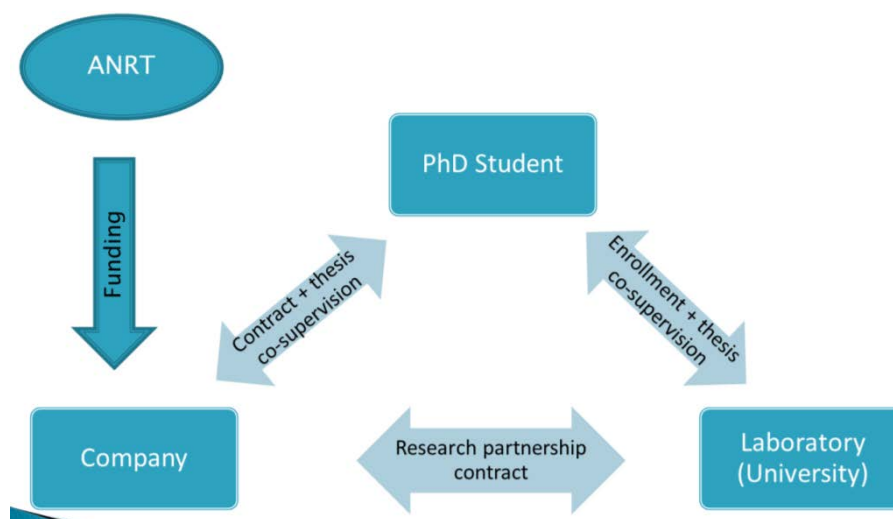 ANRT
PhD Student
Funding
Contract + thesis
co-supervision
Enrollment + thesis
co-supervision
Company
Research partnership
contract
Laboratory
(University)